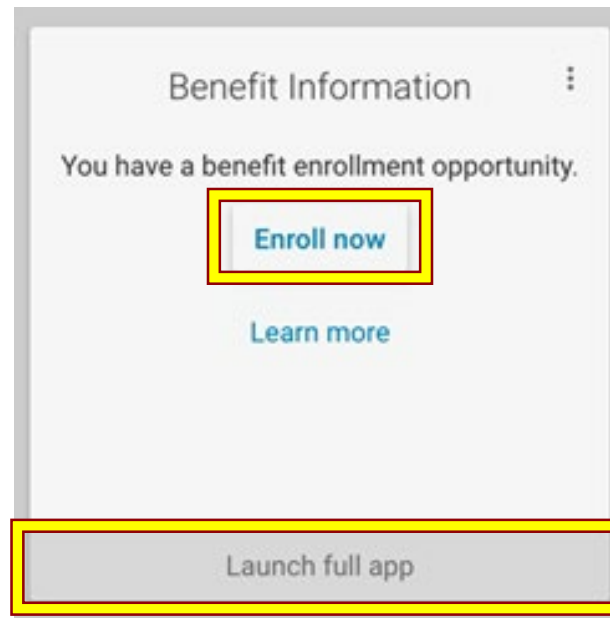 Benefit Information
You have a benefit enrollment opportunity.
Enroll now
Learn more
Launch full app